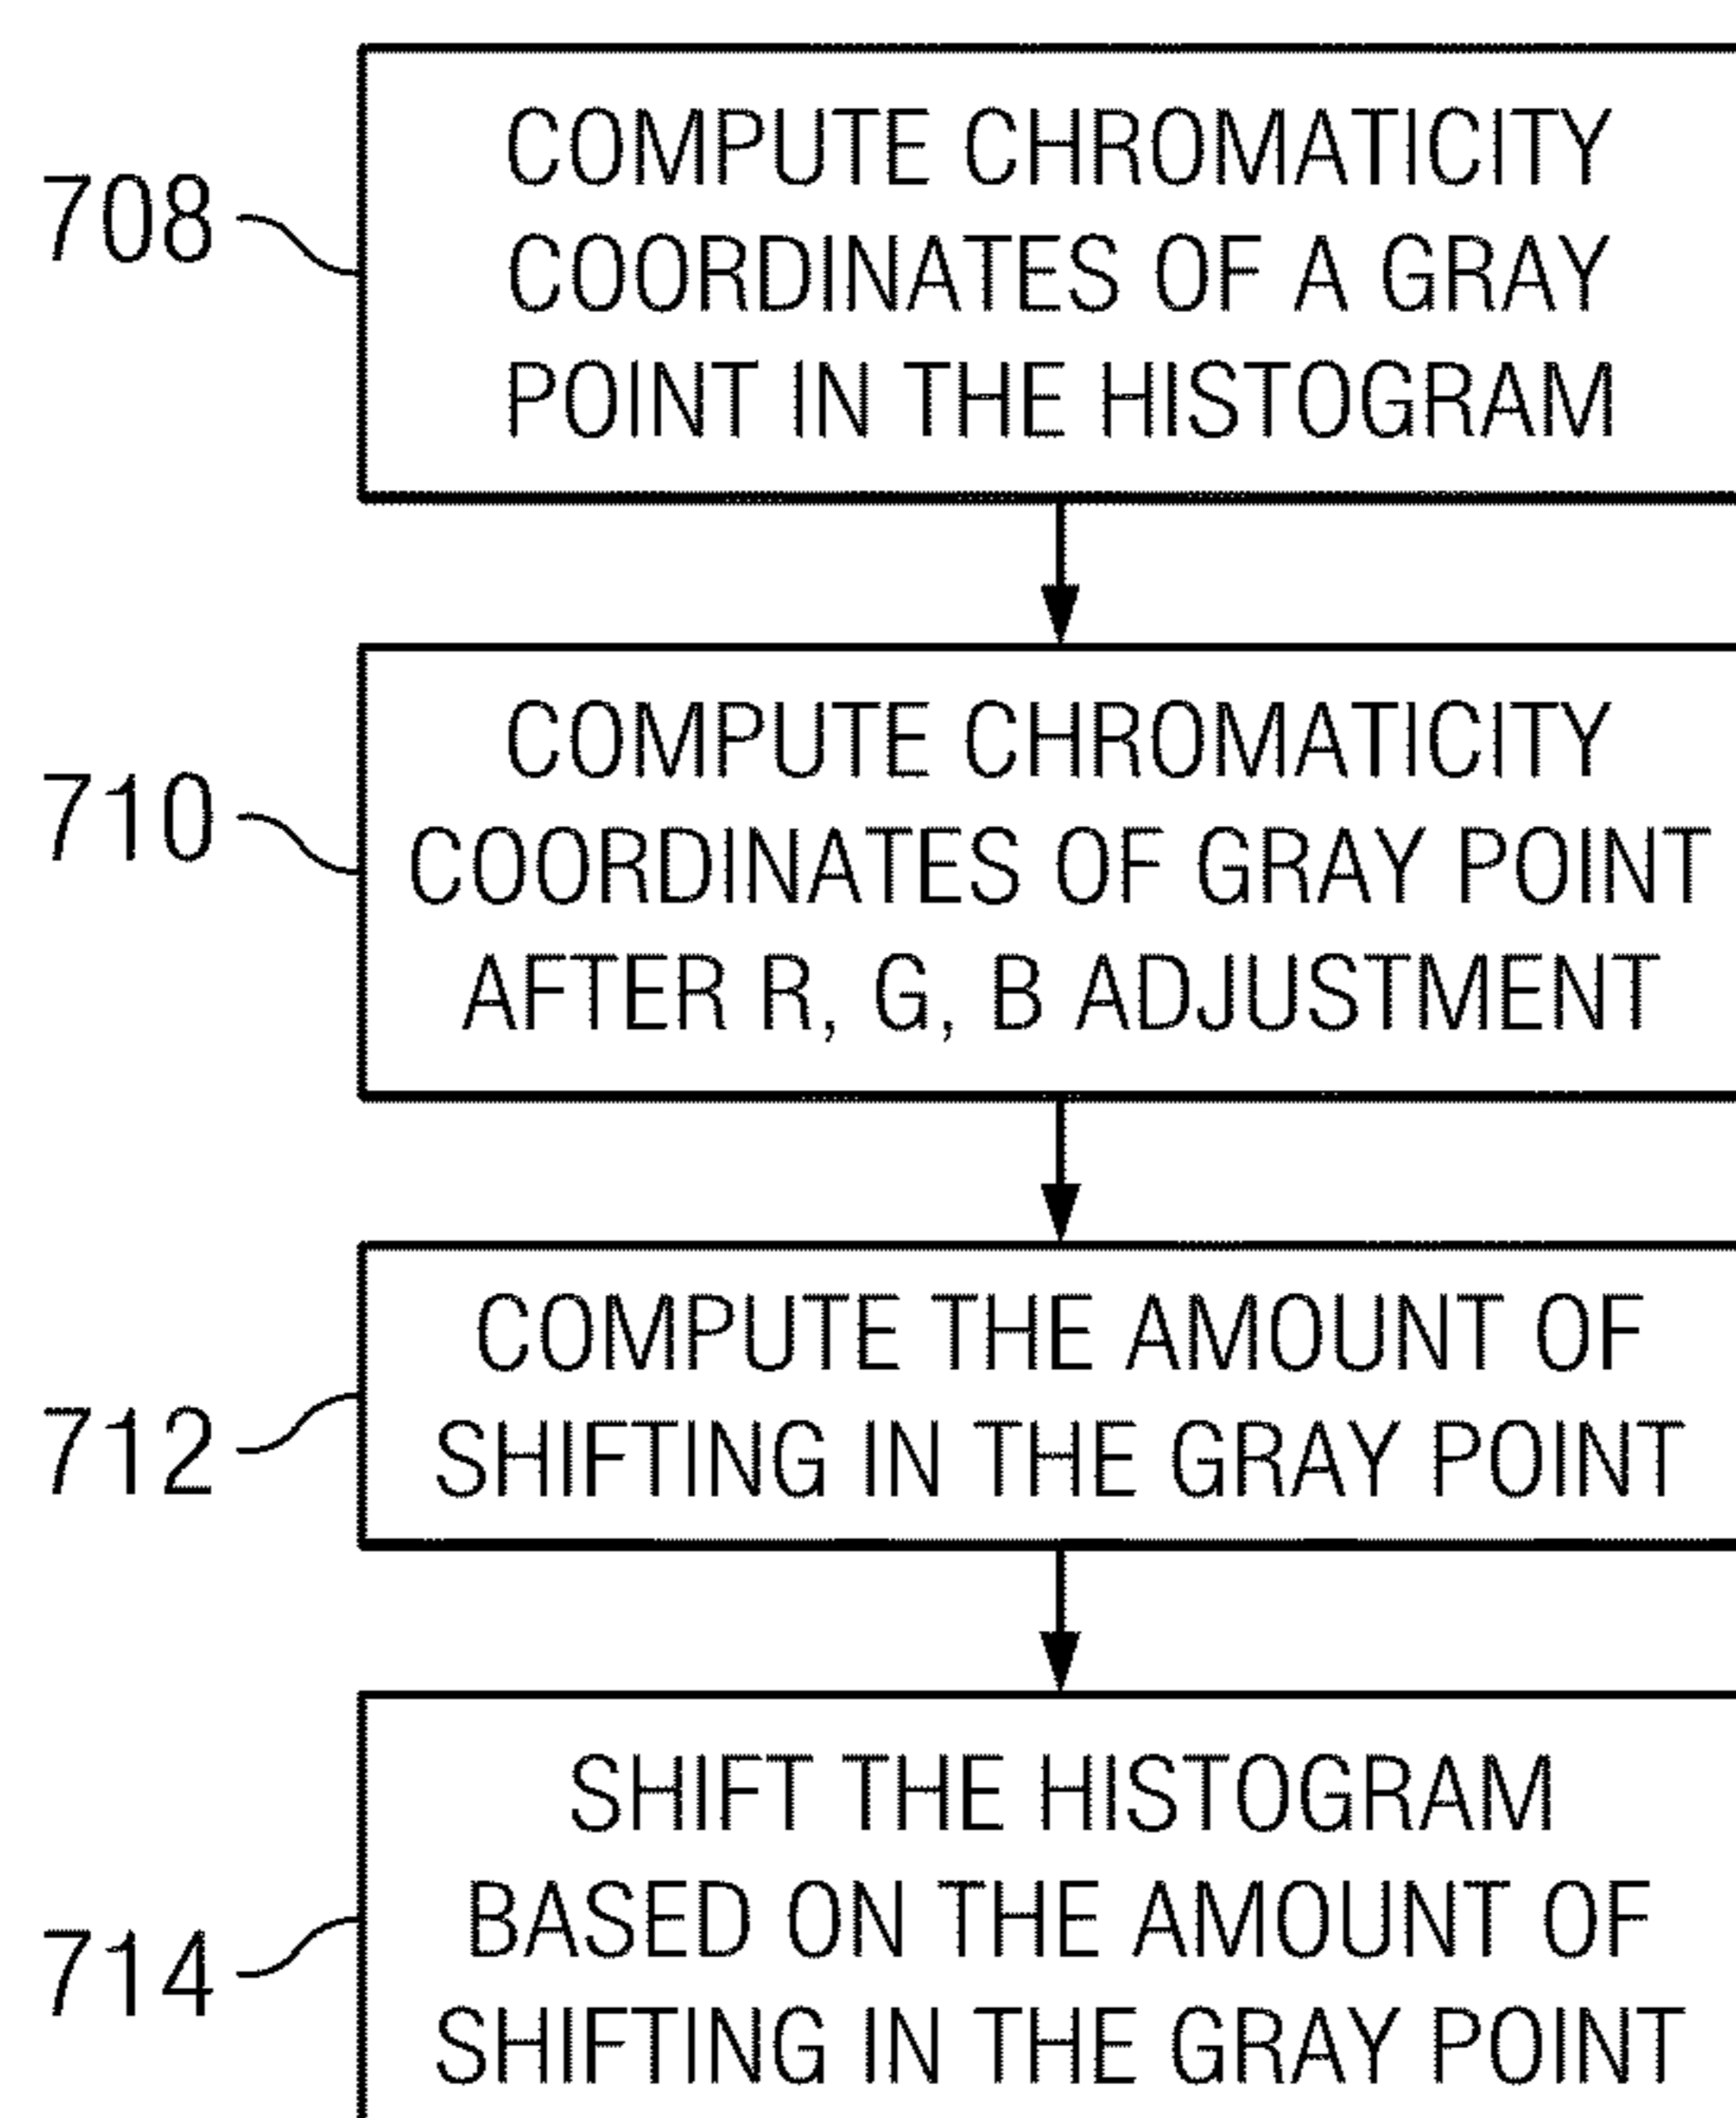 708
COMPUTE CHROMATICITY
COORDINATES OF A GRAY
POINT IN THE HISTOGRAM
710
COMPUTE CHROMATICITY
COORDINATES OF GRAY POINT
AFTER R, G, B ADJUSTMENT
712
COMPUTE THE AMOUNT OF
SHIFTING IN THE GRAY POINT
714
SHIFT THE HISTOGRAM
BASED ON THE AMOUNT OF
SHIFTING IN THE GRAY POINT